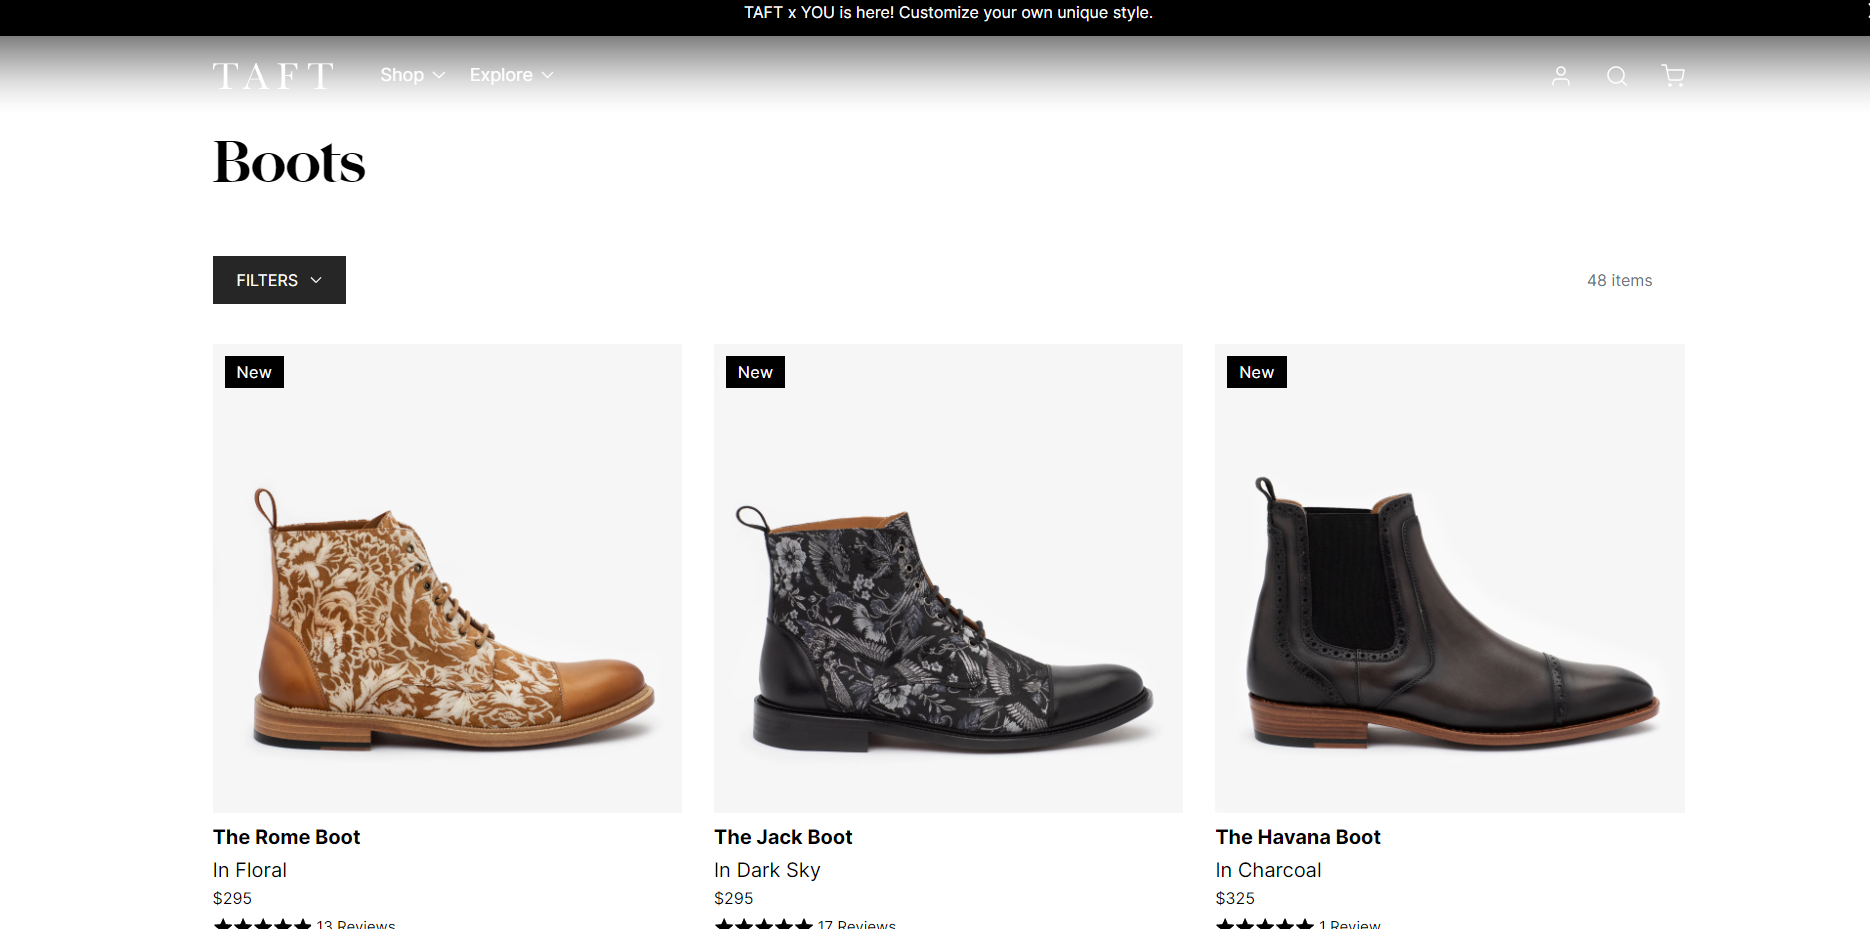 TAFT x YOU is here! Customize your own unique style.
TAFT Shop Explore
Boots
FILTERS 48 items
New New New
The Rome Boot The Jack Boot The Havana Boot
In Floral In Dark Sky In Charcoal
$295 $295 $325
13 Reviews 17 Reviews 1 Review